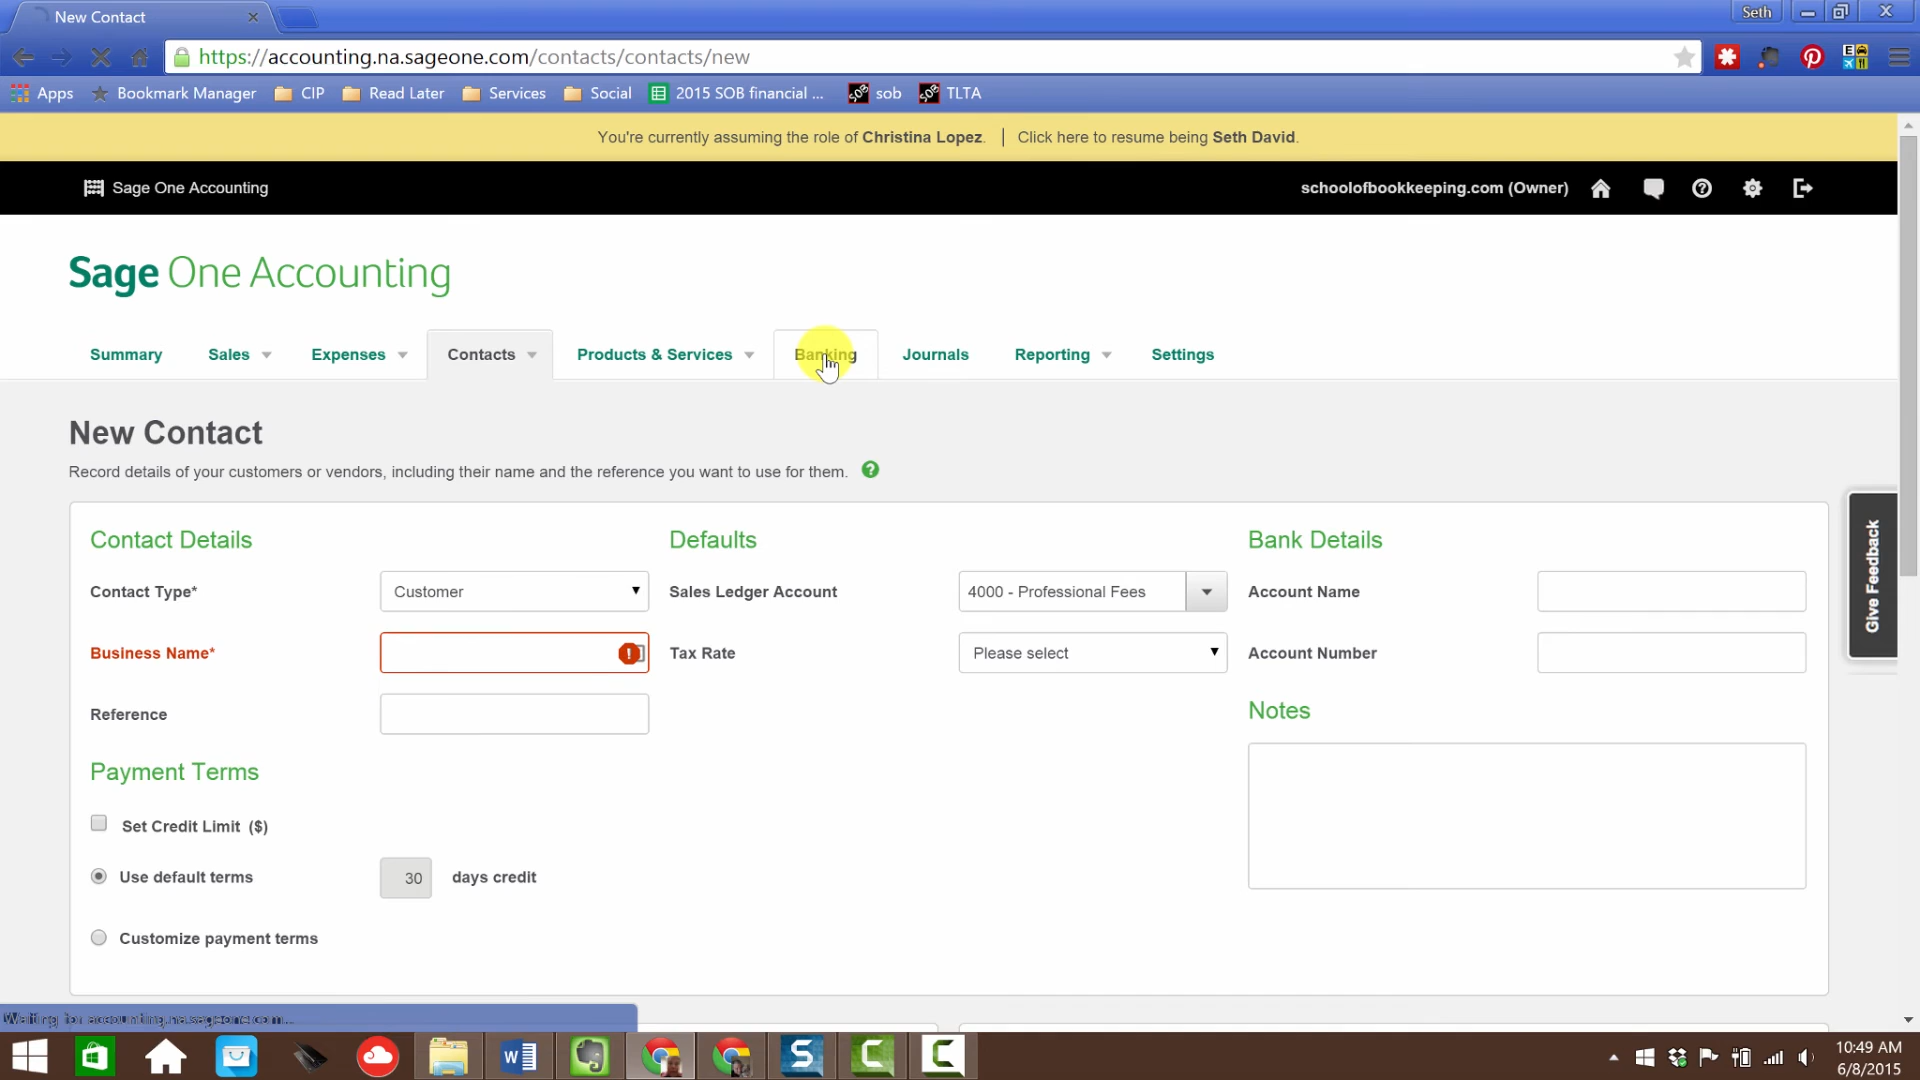 New Contact
Seth
https://accounting.na.sageone.com/contacts/contacts/new
Apps Bookmark Manager CIP Read Later Services Social 2015 SOB financial ... sob TLTA
You're currently assuming the role of Christina Lopez. | Click here to resume being Seth David.
Sage One Accounting
schoolofbookkeeping.com (Owner)
Sage One Accounting
Summary Sales Expenses Contacts Products & Services Banking Journals Reporting Settings
New Contact
Record details of your customers or vendors, including their name and the reference you want to use for them.
Contact Details
Defaults
Bank Details
Contact Type* Customer
Sales Ledger Account 4000 - Professional Fees
Account Name
Business Name*
Tax Rate Please select
Account Number
Reference
Notes
Payment Terms
Set Credit Limit ($)
Use default terms 30 days credit
Customize payment terms
Give Feedback
Waiting for accounting.na.sageone.com...
10:49 AM
6/8/2015